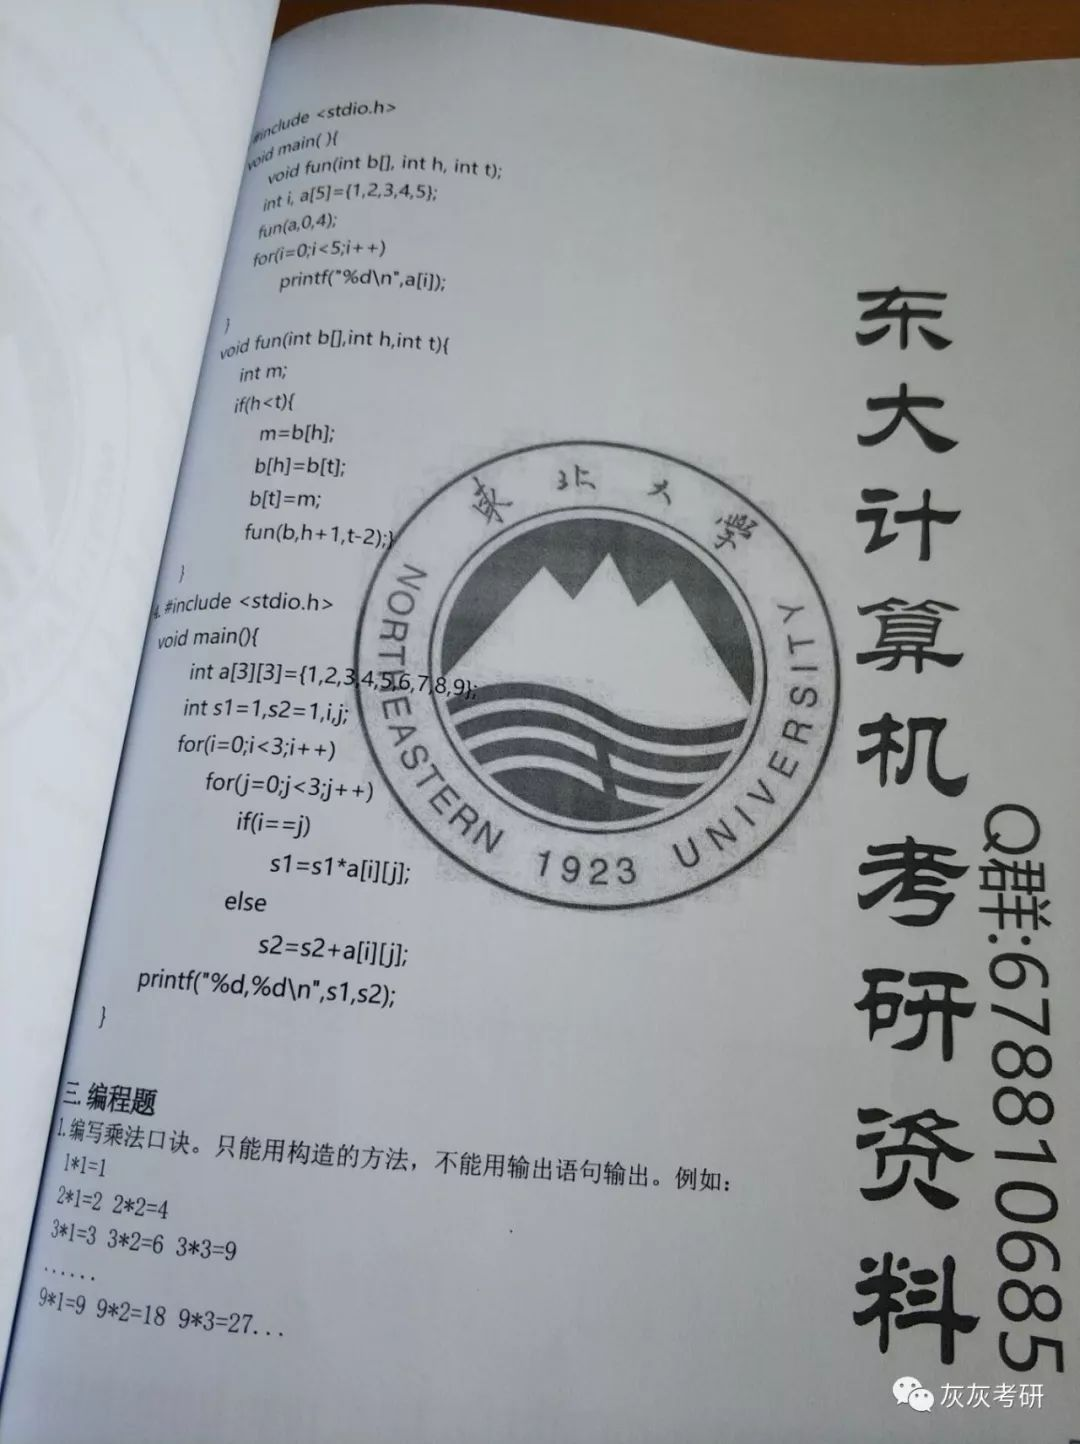 #include <stdio.h>
void main( ){
void fun(int b[], int h, int t);
int i, a[5]={1,2,3,4,5};
fun(a,0,4);
for(i=0;i<5;i++)
printf("%d\n",a[i]);
}
void fun(int b[],int h,int t){
int m;
if(h<t){
m=b[h];
b[h]=b[t];
b[t]=m;
fun(b,h+1,t-2);}
}
4. #include <stdio.h>
void main(){
int a[3][3]={1,2,3,4,5,6,7,8,9};
int s1=1,s2=1,i,j;
for(i=0;i<3;i++)
for(j=0;j<3;j++)
if(i==j)
s1=s1*a[i][j];
else
s2=s2+a[i][j];
printf("%d,%d\n",s1,s2);
}
三. 编程题
1.编写乘法口诀。只能用构造的方法，不能用输出语句输出。例如：
1*1=1
2*1=2 2*2=4
3*1=3 3*2=6 3*3=9
......
9*1=9 9*2=18 9*3=27...
东北大学
NORTHEASTERN 1923 UNIVERSITY
东大计算机考研资料
Q群:678810685
灰灰考研